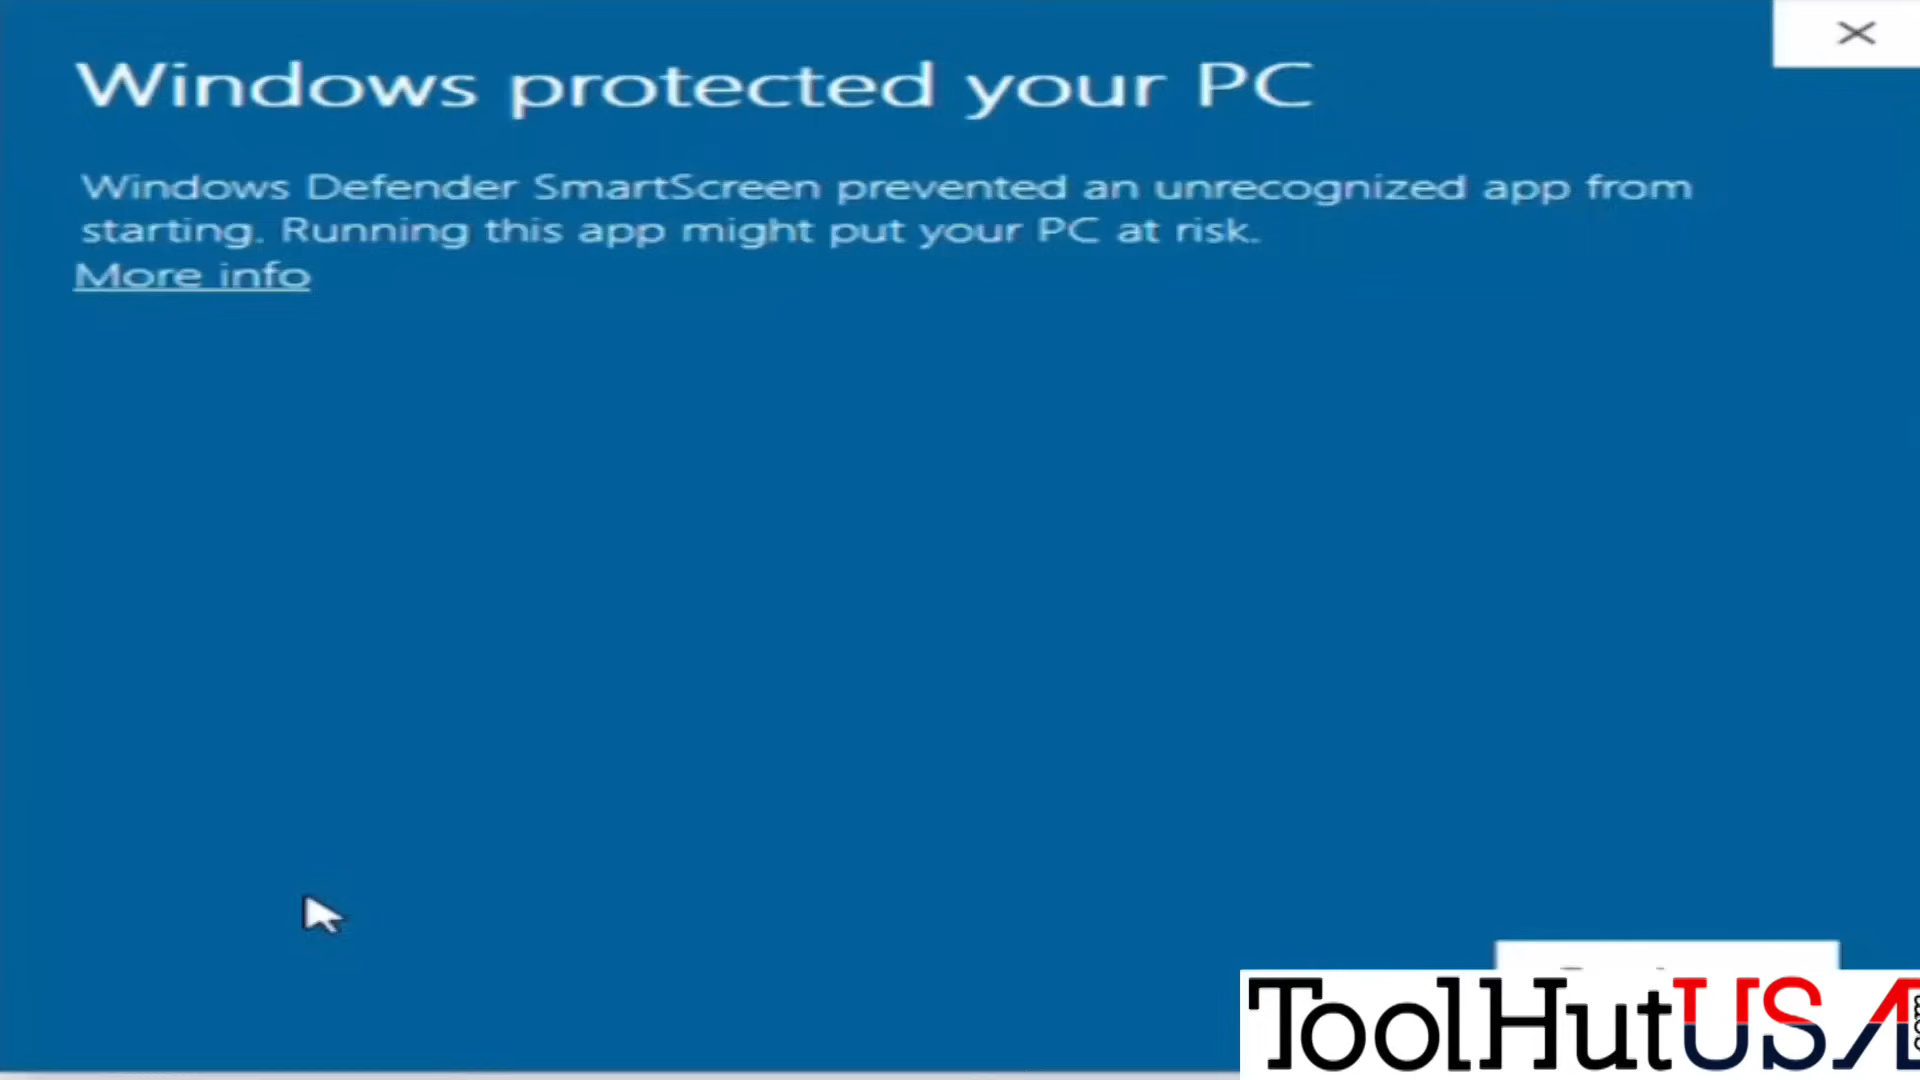 Windows protected your PC
Windows Defender SmartScreen prevented an unrecognized app from
starting. Running this app might put your PC at risk.
More info
ToolHutUSA
.com